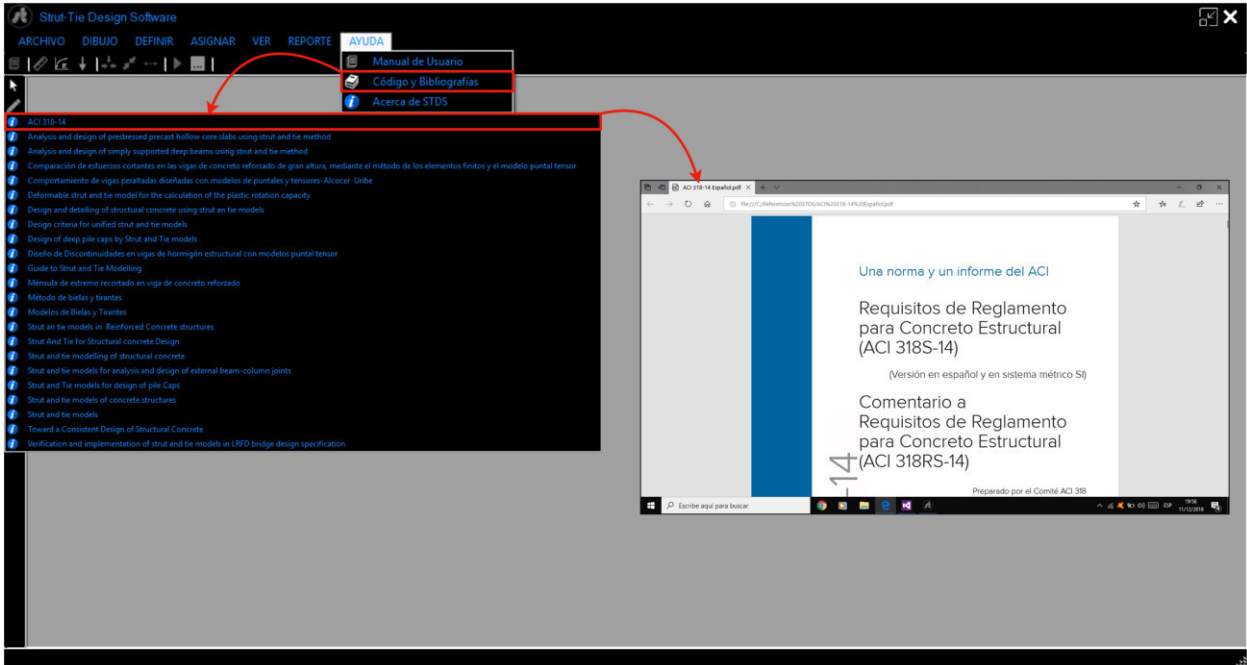 Strut-Tie Design Software
ARCHIVO DIBUJO DEFINIR ASIGNAR VER REPORTE AYUDA
Manual de Usuario
Código y Bibliografías
Acerca de STDS
ACI 318-14
Analysis and design of prestressed precast hollow core slabs using strut and tie method
Analysis and design of simply supported deep beams using strut and tie method
Comparación de esfuerzos cortantes en las vigas de concreto reforzado de gran altura, mediante el método de los elementos finitos y el modelo puntal tensor
Comportamiento de vigas peraltadas diseñadas con modelos de puntales y tensores-Alcocer Uribe
Deformable strut and tie model for the calculation of the plastic rotation capacity
Design and detailing of structural concrete using strut an tie models
Design criteria for unified strut and tie models
Design of deep pile caps by Strut and Tie models
Diseño de Discontinuidades en vigas de hormigón estructural con modelos puntal tensor
Guide to Strut and Tie Modelling
Ménsula de extremo recortado en viga de concreto reforzado
Método de bielas y tirantes
Modelos de Bielas y Tirantes
Strut an tie models in Reinforced Concrete structures
Strut And Tie for Structural concrete Design
Strut and tie modelling of structural concrete
Strut and tie models for analysis and design of external beam-column joints
Strut and Tie models for design of pile Caps
Strut and tie models of concrete structures
Strut and tie models
Toward a Consistent Design of Structural Concrete
Verification and implementation of strut and tie models in LRFD bridge design specification
ACI 318-14 Español.pdf
file:///C:/Referencias%20STDS/ACI%20318-14%20Español.pdf
Una norma y un informe del ACI
Requisitos de Reglamento
para Concreto Estructural
(ACI 318S-14)
(Versión en español y en sistema métrico SI)
Comentario a
Requisitos de Reglamento
para Concreto Estructural
(ACI 318RS-14)
Preparado por el Comité ACI 318
-14
Escribe aquí para buscar
ESP
19:56
11/12/2018